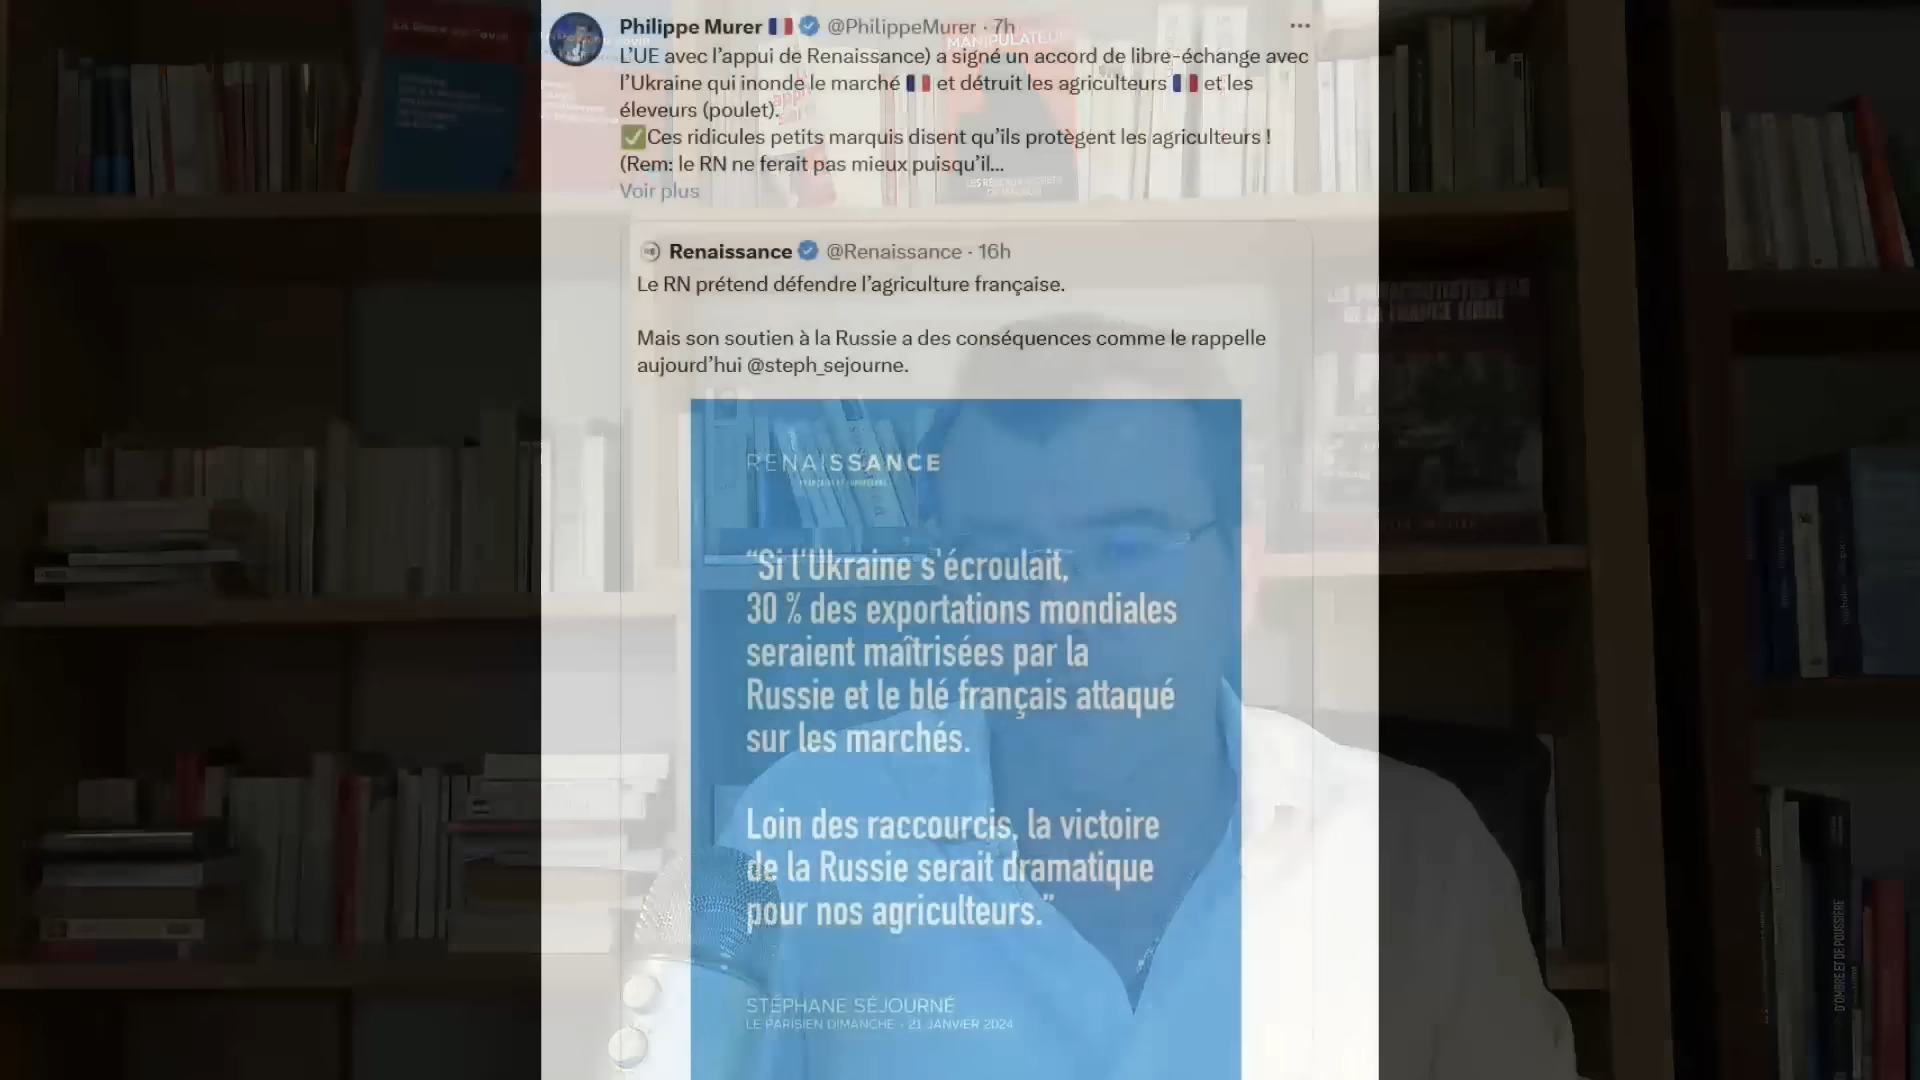 Philippe Murer 🇫🇷 @PhilippeMurer · 7h
L’UE avec l’appui de Renaissance) a signé un accord de libre-échange avec
l’Ukraine qui inonde le marché 🇫🇷 et détruit les agriculteurs 🇫🇷 et les
éleveurs (poulet).
✅Ces ridicules petits marquis disent qu’ils protègent les agriculteurs !
(Rem: le RN ne ferait pas mieux puisqu’il...
Voir plus
Renaissance @Renaissance · 16h
Le RN prétend défendre l’agriculture française.
Mais son soutien à la Russie a des conséquences comme le rappelle
aujourd’hui @steph_sejourne.
RENAISSANCE
“Si l’Ukraine s’écroulait,
30 % des exportations mondiales
seraient maîtrisées par la
Russie et le blé français attaqué
sur les marchés.
Loin des raccourcis, la victoire
de la Russie serait dramatique
pour nos agriculteurs.”
STÉPHANE SÉJOURNÉ
LE PARISIEN DIMANCHE - 21 JANVIER 2024
MANIPULATEUR
D'OMBRE ET DE POUSSIÈRE